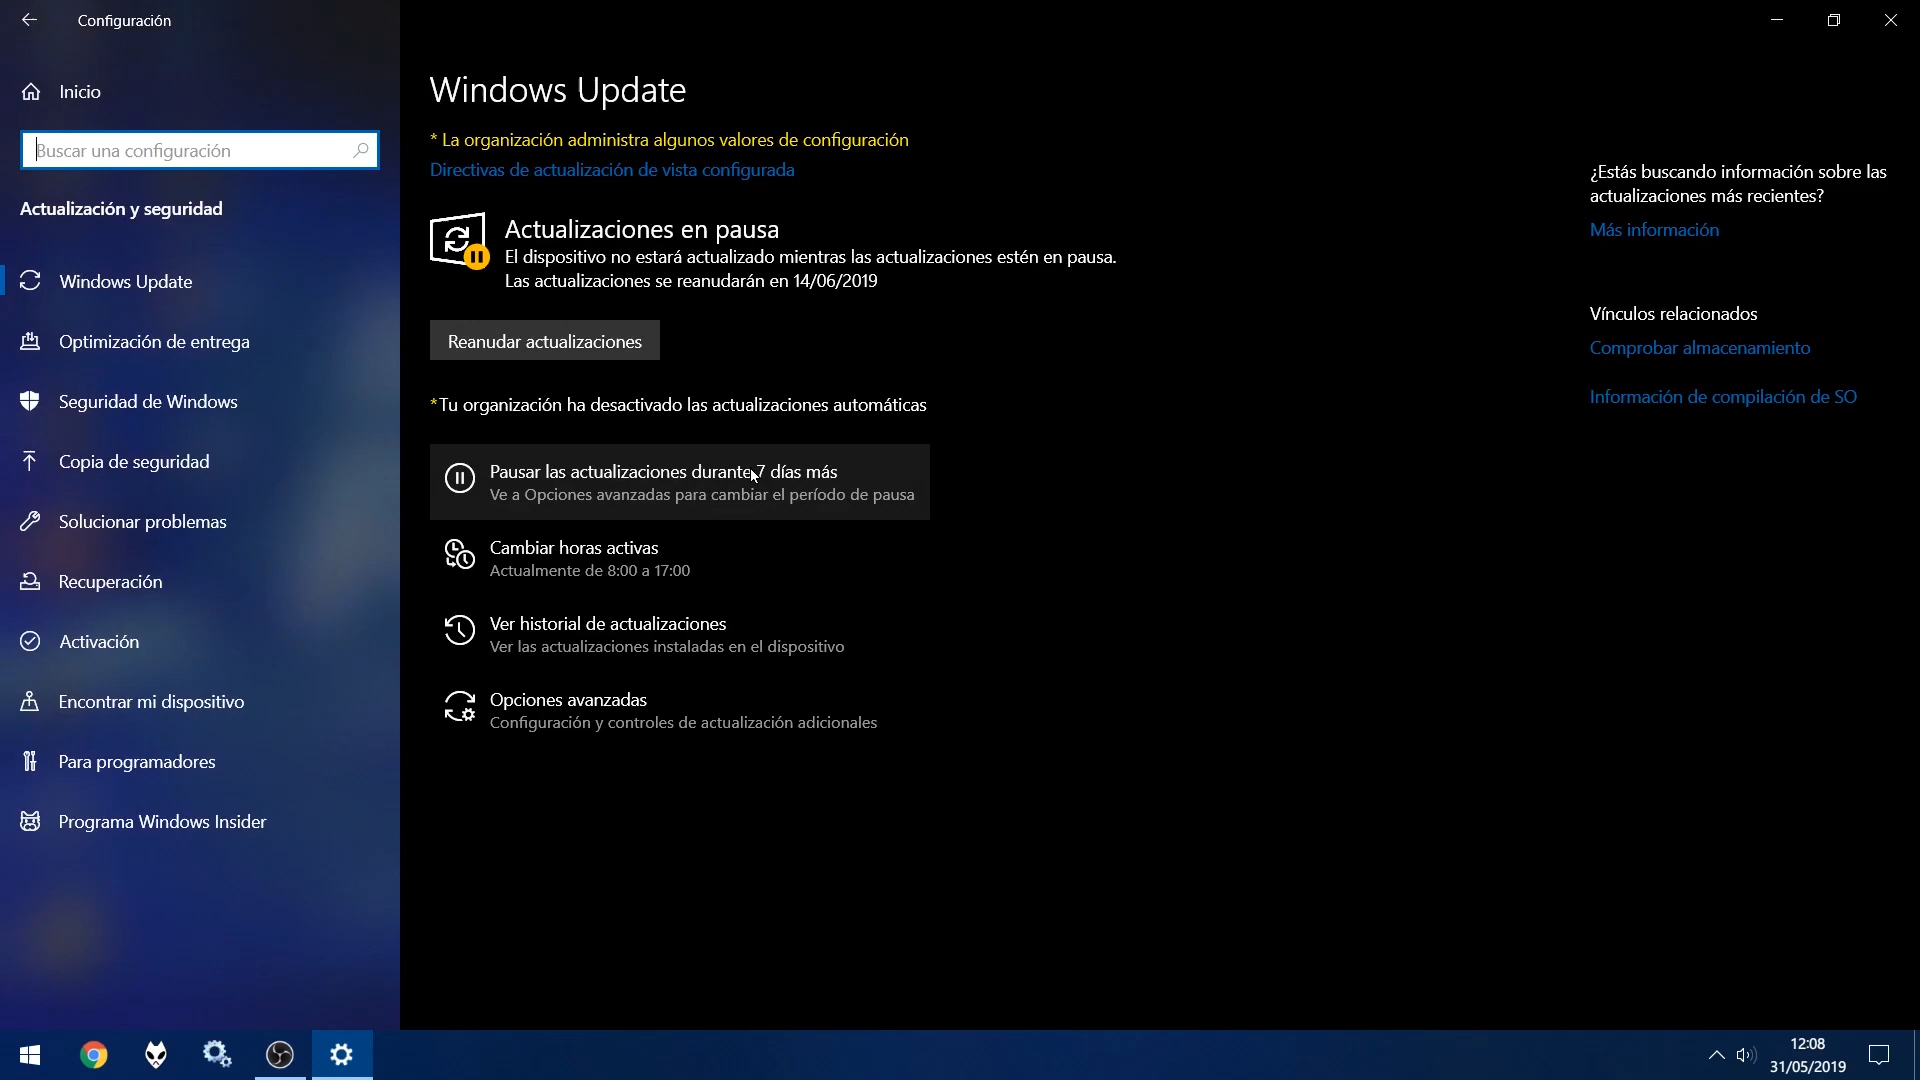 Configuración
Inicio
Buscar una configuración
Actualización y seguridad
Windows Update
Optimización de entrega
Seguridad de Windows
Copia de seguridad
Solucionar problemas
Recuperación
Activación
Encontrar mi dispositivo
Para programadores
Programa Windows Insider
Windows Update
* La organización administra algunos valores de configuración
Directivas de actualización de vista configurada
Actualizaciones en pausa
El dispositivo no estará actualizado mientras las actualizaciones estén en pausa.
Las actualizaciones se reanudarán en 14/06/2019
Reanudar actualizaciones
*Tu organización ha desactivado las actualizaciones automáticas
Pausar las actualizaciones durante 7 días más
Ve a Opciones avanzadas para cambiar el período de pausa
Cambiar horas activas
Actualmente de 8:00 a 17:00
Ver historial de actualizaciones
Ver las actualizaciones instaladas en el dispositivo
Opciones avanzadas
Configuración y controles de actualización adicionales
¿Estás buscando información sobre las
actualizaciones más recientes?
Más información
Vínculos relacionados
Comprobar almacenamiento
Información de compilación de SO
12:08
31/05/2019